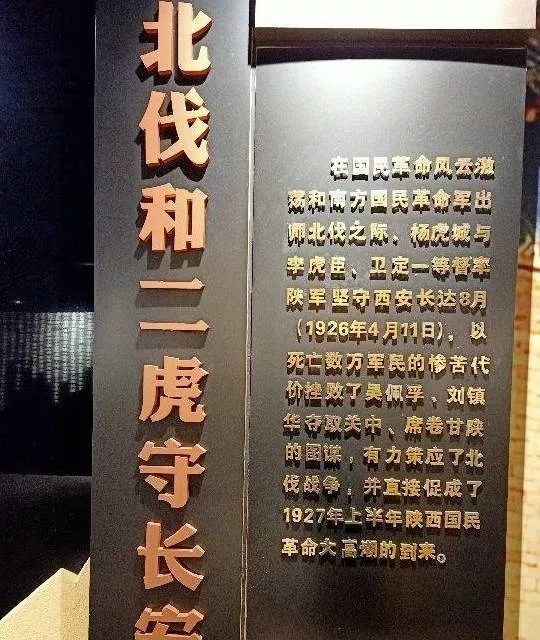 北伐和二虎守长安
在国民革命风云激
荡和南方国民革命军出
师北伐之际、杨虎城与
李虎臣、卫定一等督率
陕军坚守西安长达8月
(1926年4月11日)，以
死亡数万军民的惨苦代
价挫败了吴佩孚、刘镇
华夺取关中、席卷甘陕
的图谋，有力策应了北
伐战争，并直接促成了
1927年上半年陕西国民
革命大高潮的到来。